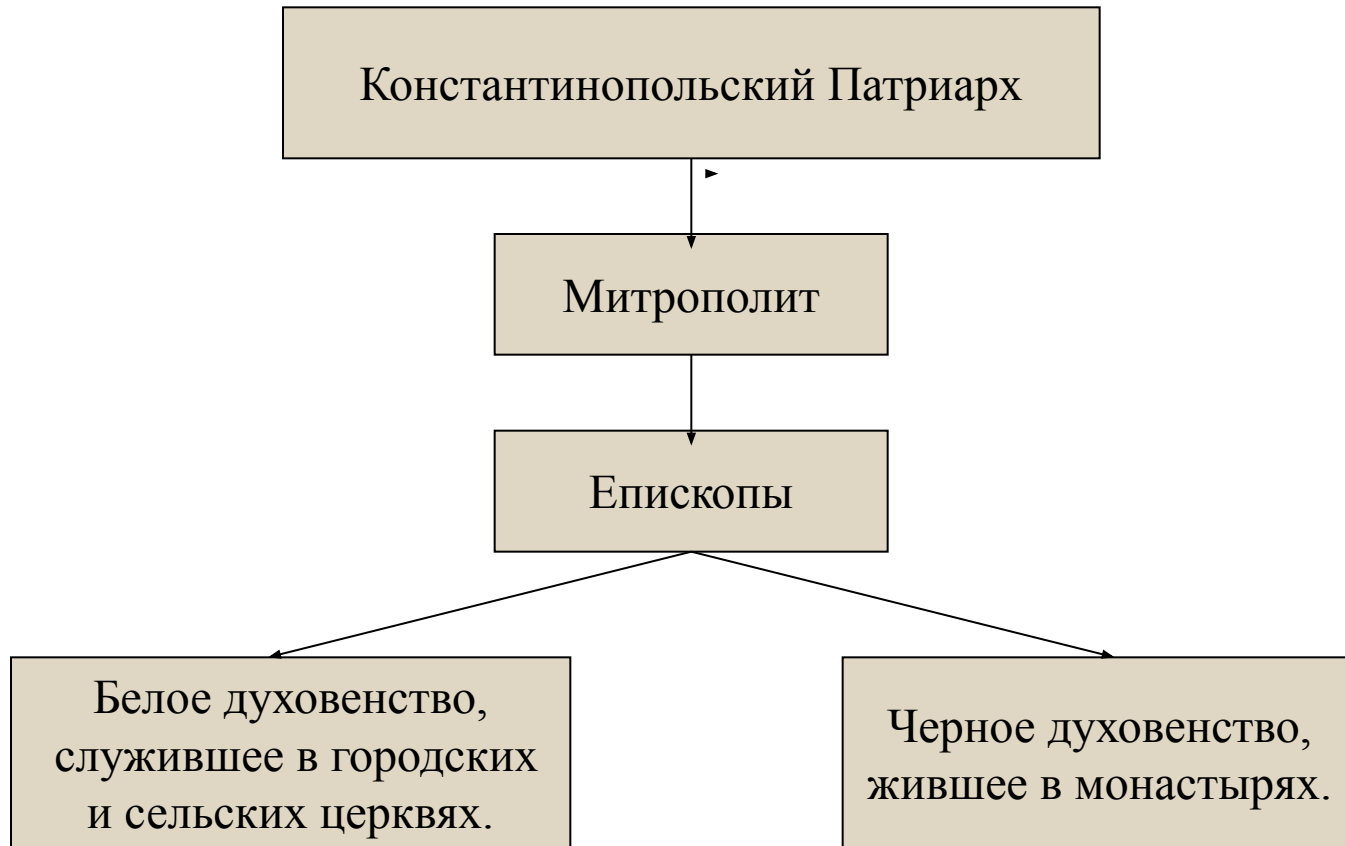 Константинопольский Патриарх
Митрополит
Епископы
Белое духовенство,
служившее в городских
и сельских церквях.
Черное духовенство,
жившее в монастырях.